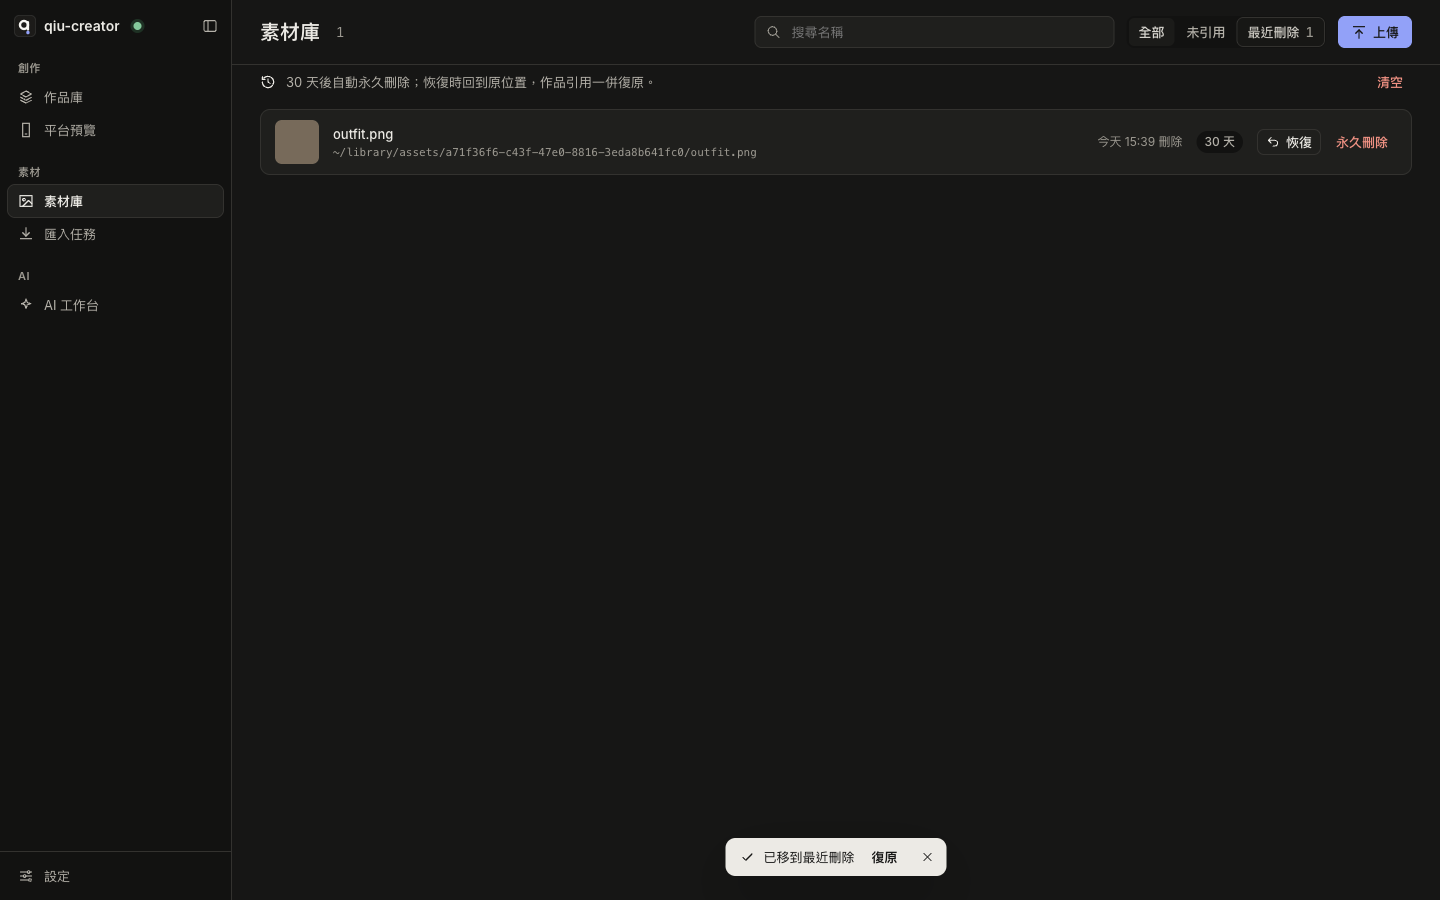 qiu-creator
創作
作品庫
平台預覽
素材
素材庫
匯入任務
AI
AI 工作台
設定
素材庫 1
搜尋名稱
全部 未引用 最近刪除 1
上傳
30 天後自動永久刪除；恢復時回到原位置，作品引用一併復原。
清空
outfit.png
~/library/assets/a71f36f6-c43f-47e0-8816-3eda8b641fc0/outfit.png
今天 15:39 刪除 30 天 恢復 永久刪除
已移到最近刪除 復原